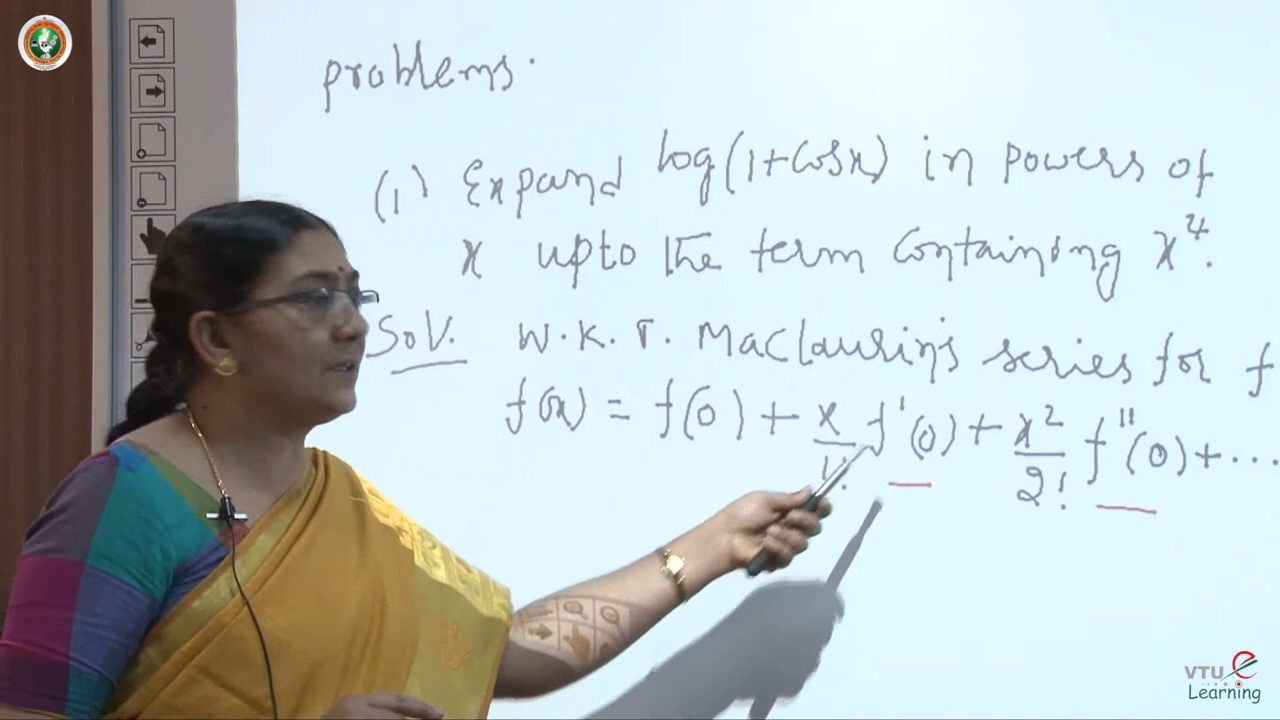 problems.
(1) Expand log(1+cosx) in powers of
x upto the term containing x⁴.
Solⁿ. W.K.T. Maclaurin's series for f
f(x) = f(0) + x/1! f'(0) + x²/2! f''(0) + ...
VTU e
Learning